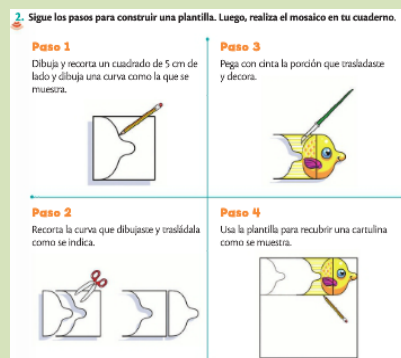 2. Sigue los pasos para construir una plantilla. Luego, realiza el mosaico en tu cuaderno.
Paso 1
Dibuja y recorta un cuadrado de 5 cm de
lado y dibuja una curva como la que se
muestra.
Paso 3
Pega con cinta la porción que trasladaste
y decora.
Paso 2
Recorta la curva que dibujaste y trasládala
como se indica.
Paso 4
Usa la plantilla para recubrir una cartulina
como se muestra.